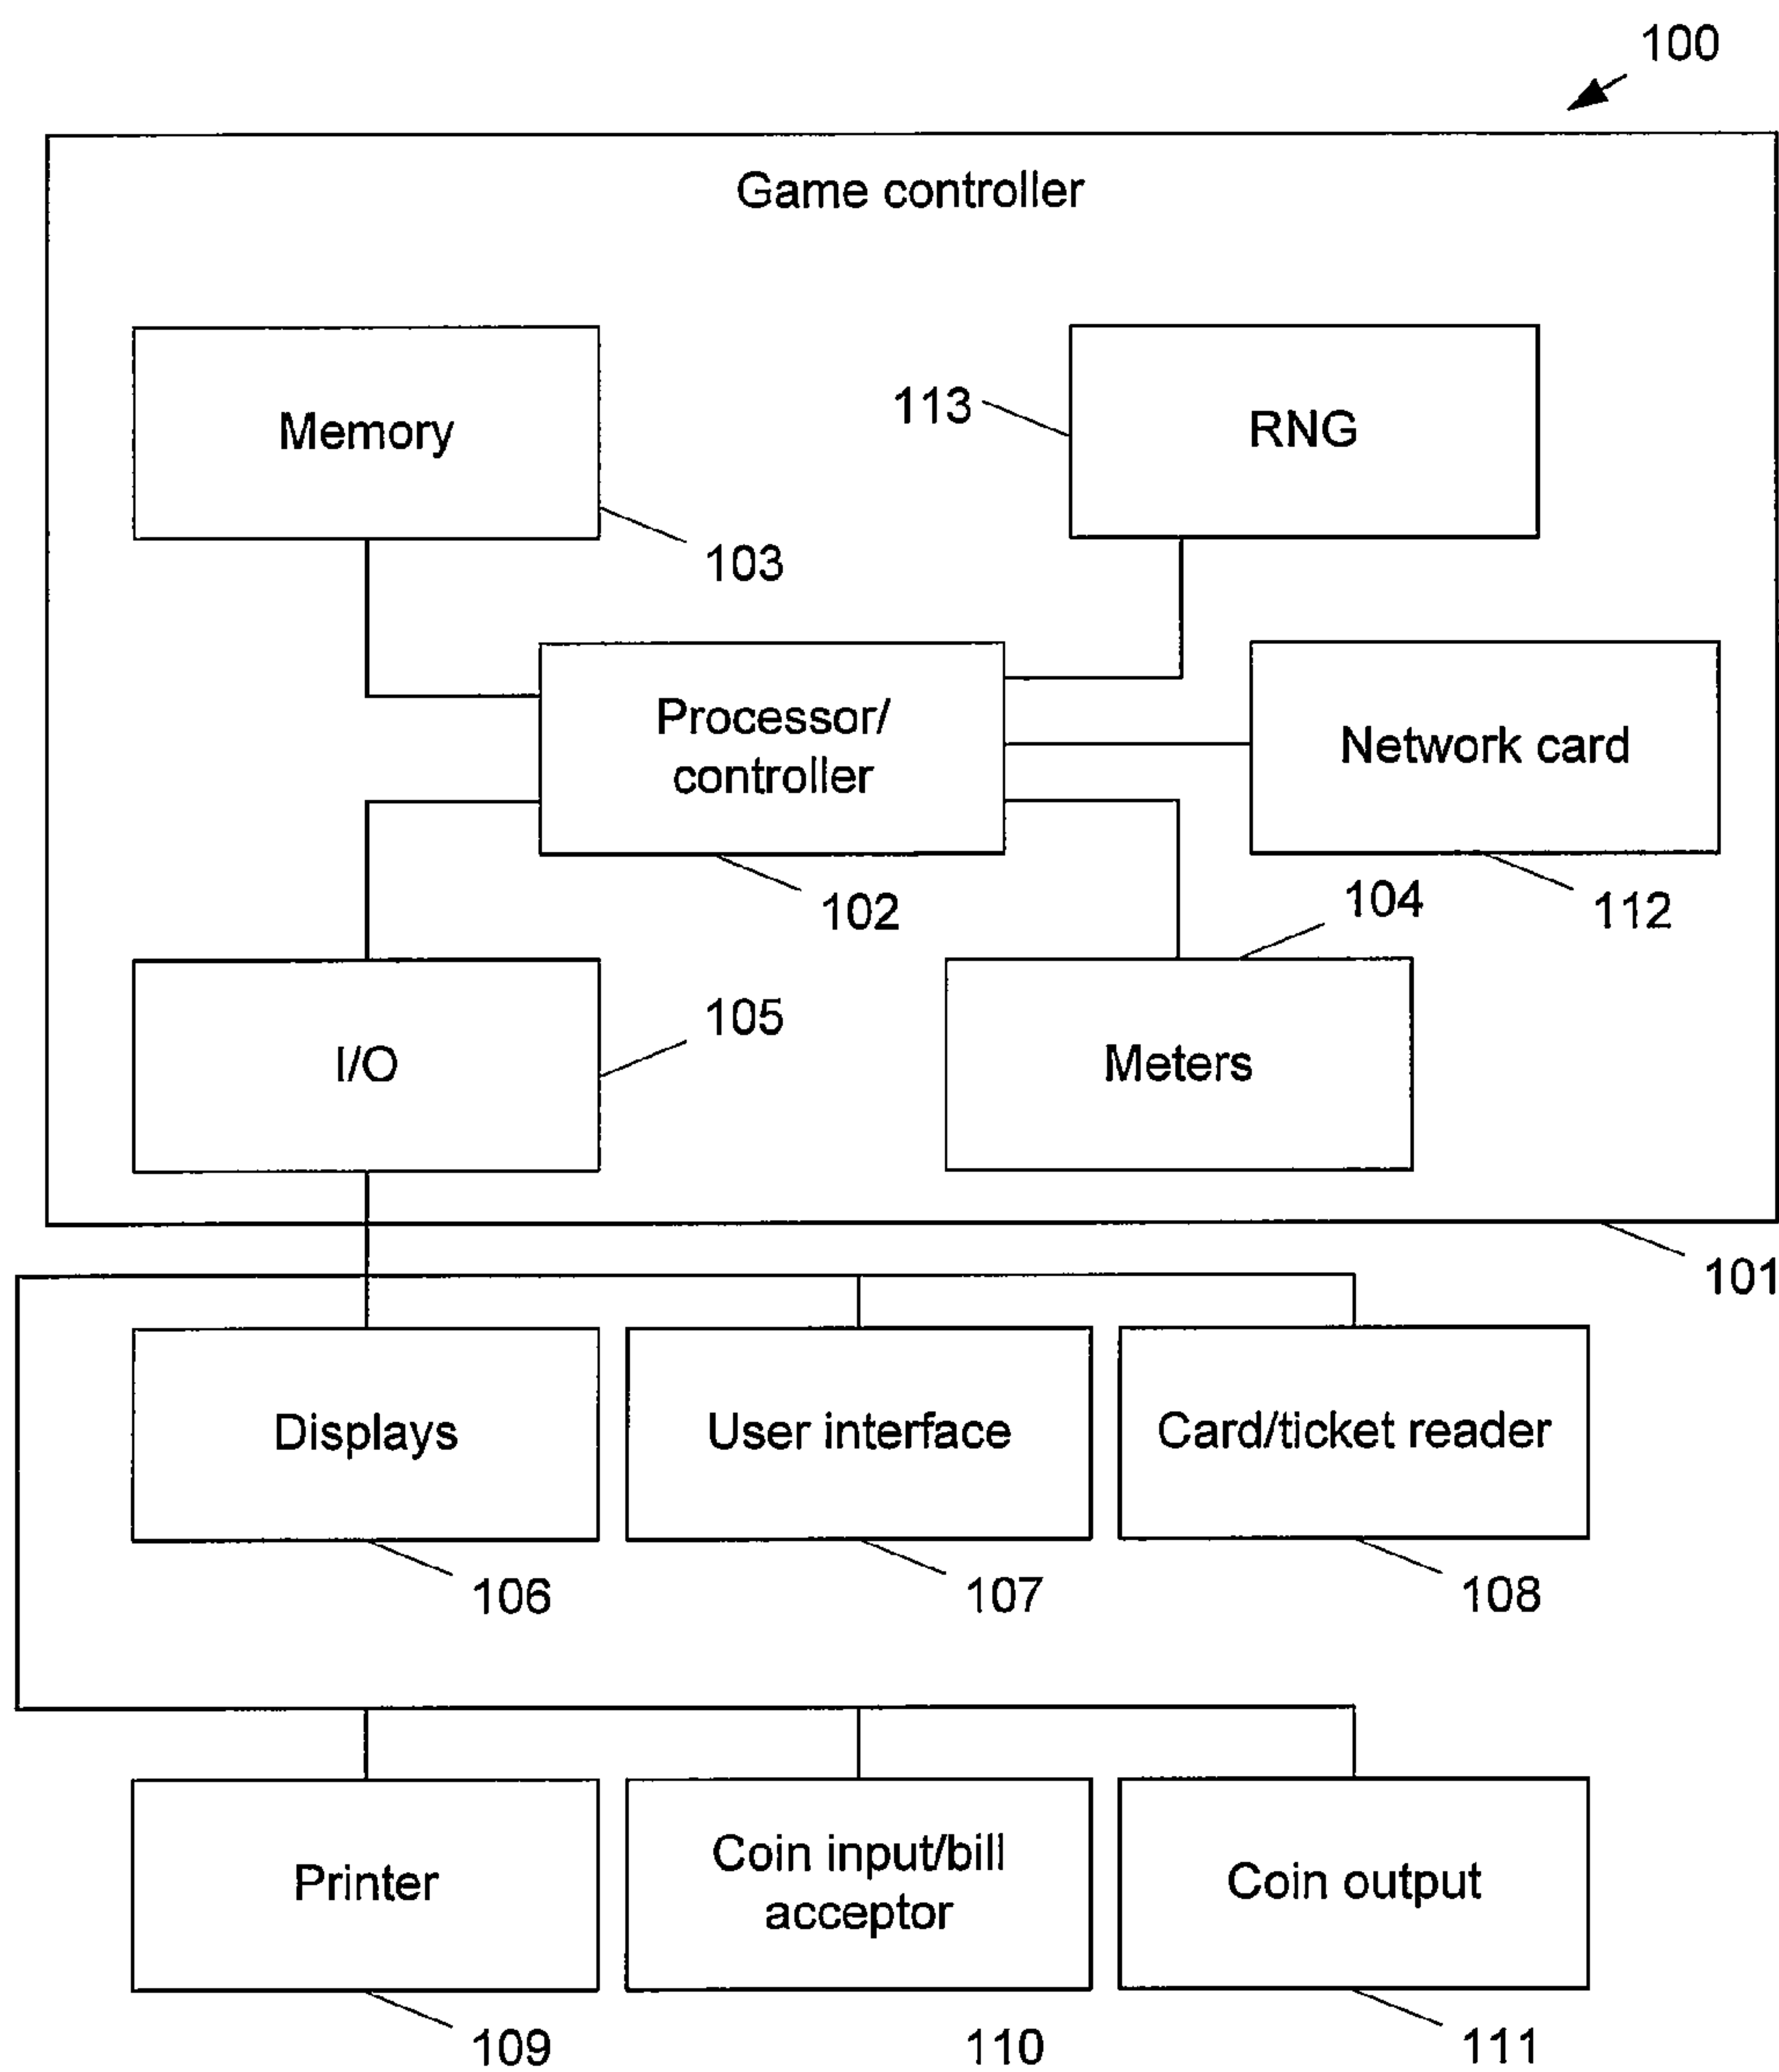 100
Game controller
Memory
113
RNG
103
Processor/
controller
Network card
102
104
112
105
I/O
Meters
101
Displays
User interface
Card/ticket reader
106
107
108
Printer
Coin input/bill
acceptor
Coin output
109
110
111